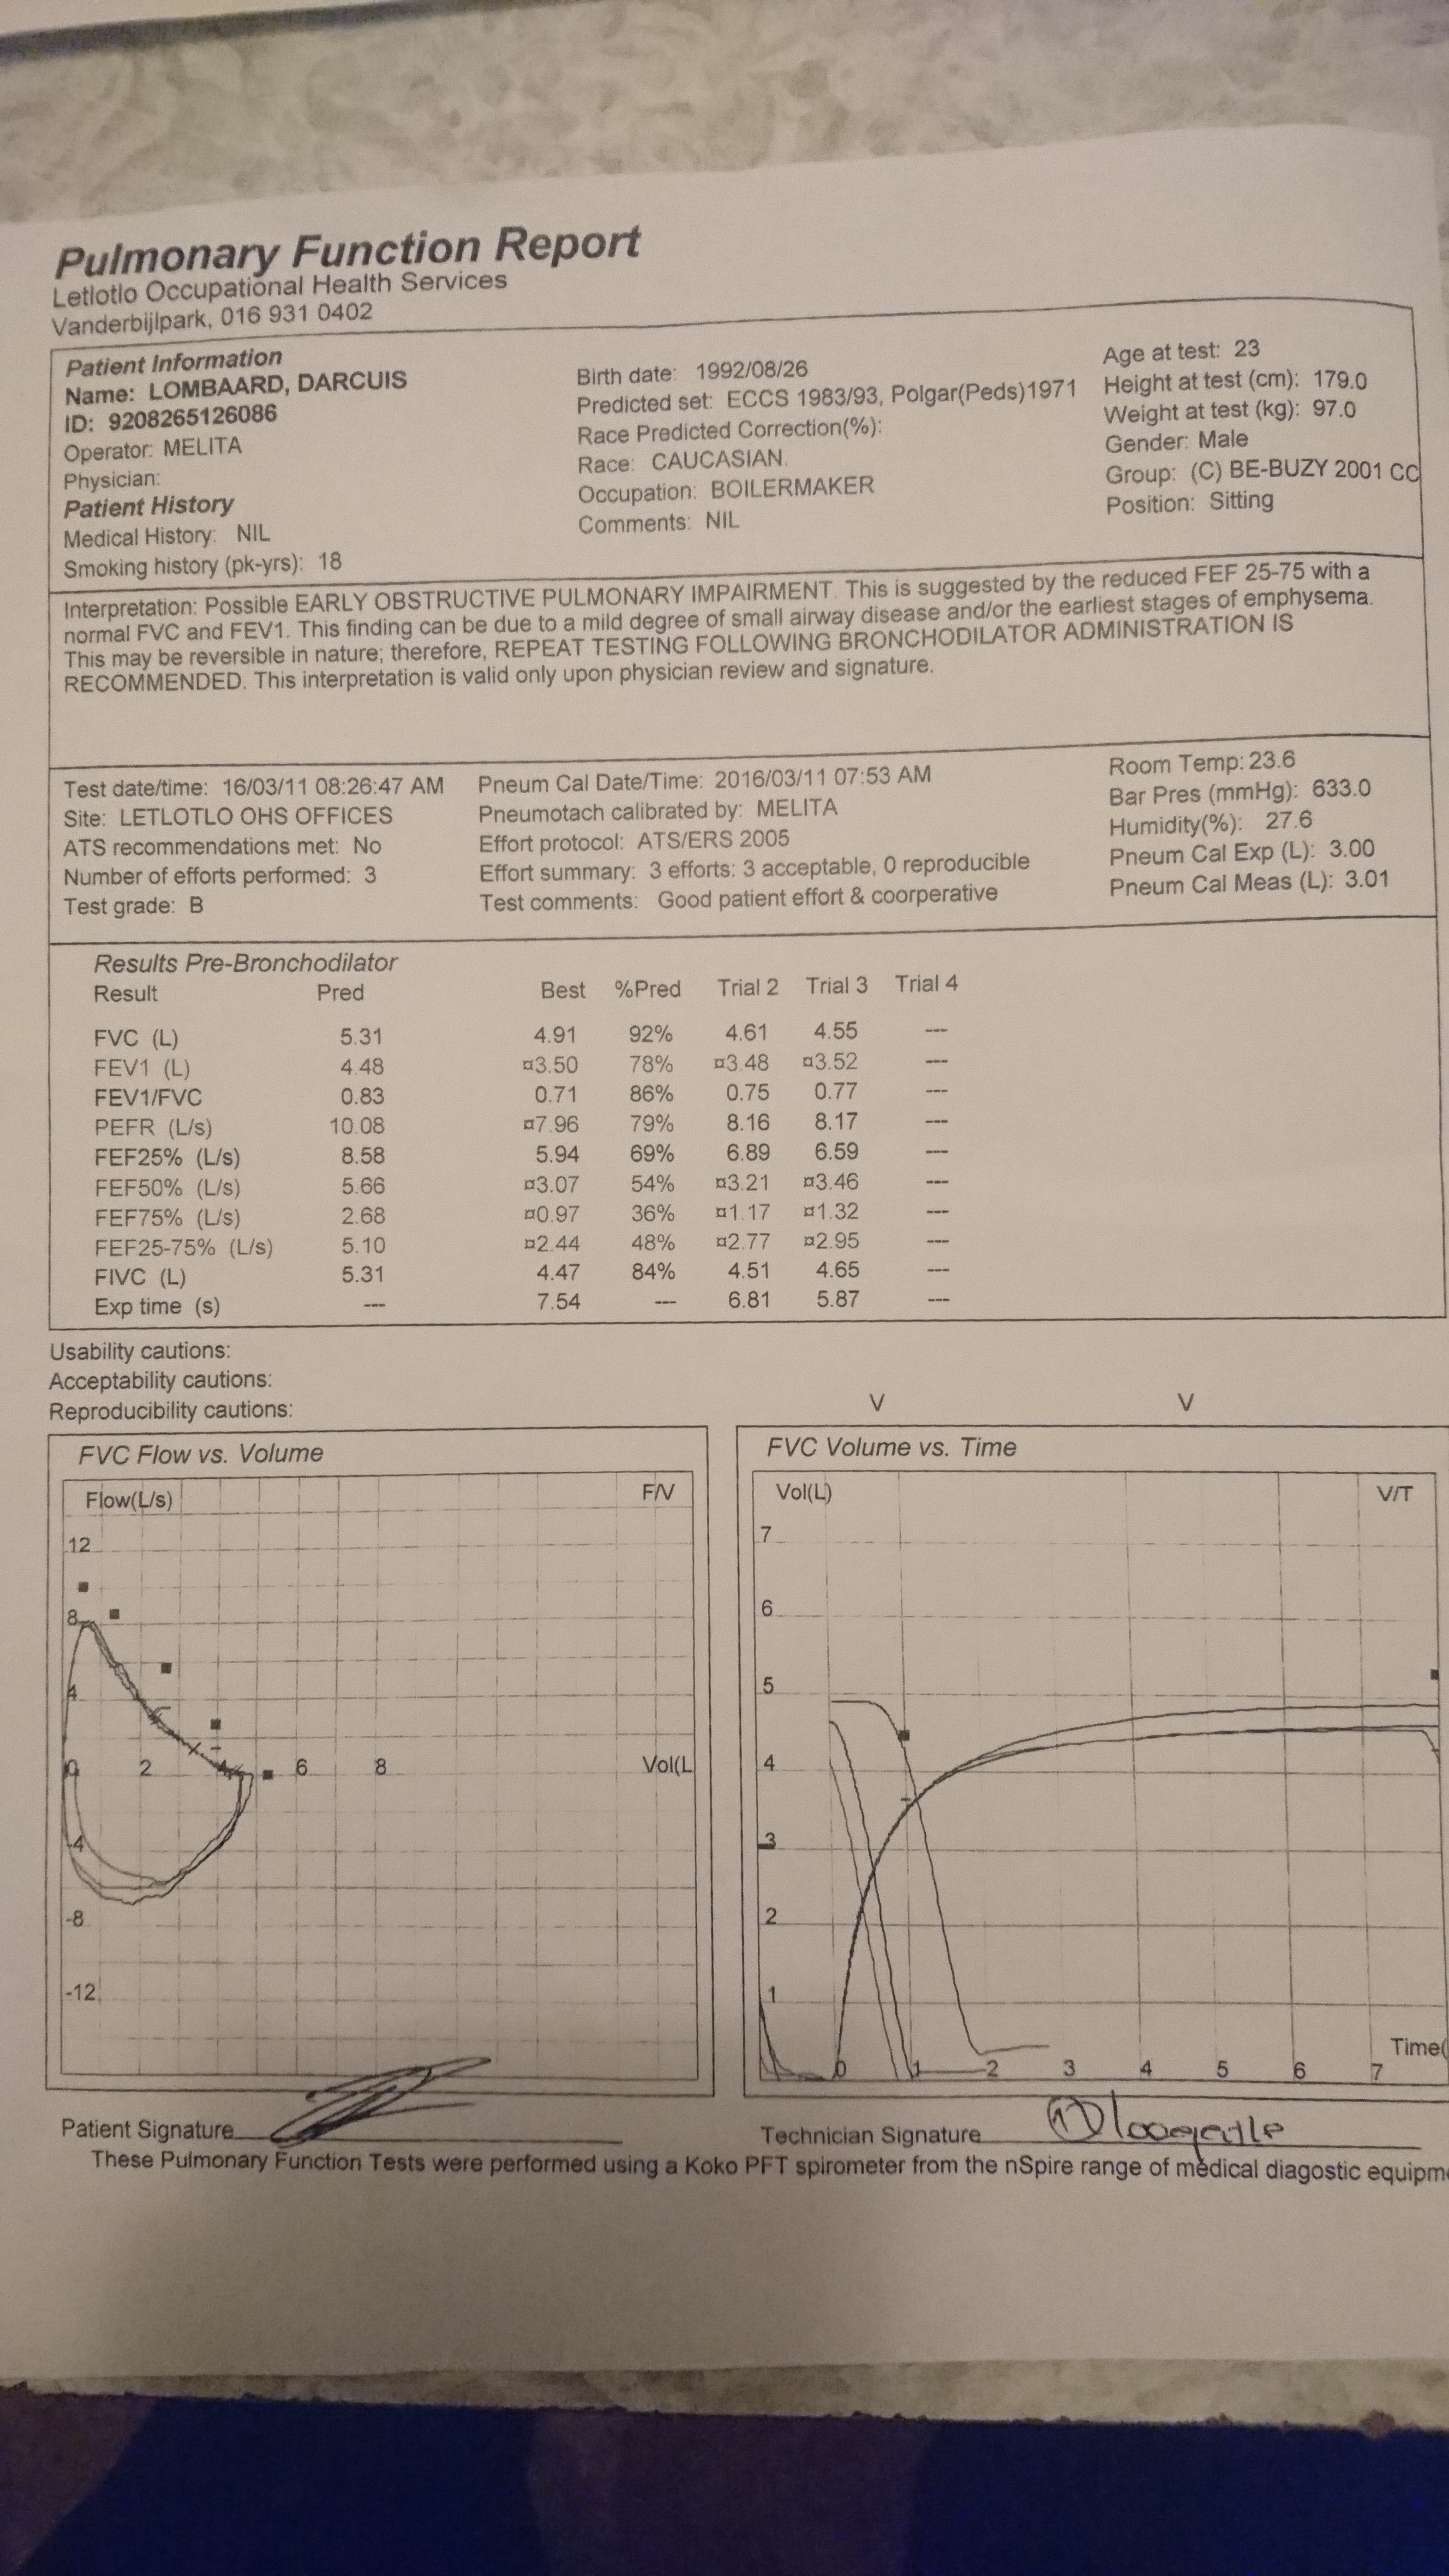 Pulmonary Function Report
Letlotlo Occupational Health Services
Vanderbijlpark, 016 931 0402
Patient Information
Name: LOMBAARD, DARCUIS
ID: 9208265126086
Operator: MELITA
Physician:
Patient History
Medical History: NIL
Smoking history (pk-yrs): 18
Birth date: 1992/08/26
Predicted set: ECCS 1983/93, Polgar(Peds)1971
Race Predicted Correction(%):
Race: CAUCASIAN.
Occupation: BOILERMAKER
Comments: NIL
Age at test: 23
Height at test (cm): 179.0
Weight at test (kg): 97.0
Gender: Male
Group: (C) BE-BUZY 2001 CC
Position: Sitting
Interpretation: Possible EARLY OBSTRUCTIVE PULMONARY IMPAIRMENT. This is suggested by the reduced FEF 25-75 with a
normal FVC and FEV1. This finding can be due to a mild degree of small airway disease and/or the earliest stages of emphysema.
This may be reversible in nature; therefore, REPEAT TESTING FOLLOWING BRONCHODILATOR ADMINISTRATION IS
RECOMMENDED. This interpretation is valid only upon physician review and signature.
Test date/time: 16/03/11 08:26:47 AM
Site: LETLOTLO OHS OFFICES
ATS recommendations met: No
Number of efforts performed: 3
Test grade: B
Pneum Cal Date/Time: 2016/03/11 07:53 AM
Pneumotach calibrated by: MELITA
Effort protocol: ATS/ERS 2005
Effort summary: 3 efforts: 3 acceptable, 0 reproducible
Test comments: Good patient effort & coorperative
Room Temp: 23.6
Bar Pres (mmHg): 633.0
Humidity(%): 27.6
Pneum Cal Exp (L): 3.00
Pneum Cal Meas (L): 3.01
Results Pre-Bronchodilator
Result Pred Best %Pred Trial 2 Trial 3 Trial 4
FVC (L) 5.31 4.91 92% 4.61 4.55 ---
FEV1 (L) 4.48 ¤3.50 78% ¤3.48 ¤3.52 ---
FEV1/FVC 0.83 0.71 86% 0.75 0.77 ---
PEFR (L/s) 10.08 ¤7.96 79% 8.16 8.17 ---
FEF25% (L/s) 8.58 5.94 69% 6.89 6.59 ---
FEF50% (L/s) 5.66 ¤3.07 54% ¤3.21 ¤3.46 ---
FEF75% (L/s) 2.68 ¤0.97 36% ¤1.17 ¤1.32 ---
FEF25-75% (L/s) 5.10 ¤2.44 48% ¤2.77 ¤2.95 ---
FIVC (L) 5.31 4.47 84% 4.51 4.65 ---
Exp time (s) --- 7.54 --- 6.81 5.87 ---
Usability cautions:
Acceptability cautions:
Reproducibility cautions: V V
FVC Flow vs. Volume
Flow(L/s) F/V
12
8
4
0 2 4 6 8 Vol(L
-4
-8
-12
FVC Volume vs. Time
Vol(L) V/T
7
6
5
4
3
2
1
Time(
0 1 2 3 4 5 6 7
Patient Signature
Technician Signature
These Pulmonary Function Tests were performed using a Koko PFT spirometer from the nSpire range of medical diagostic equipm